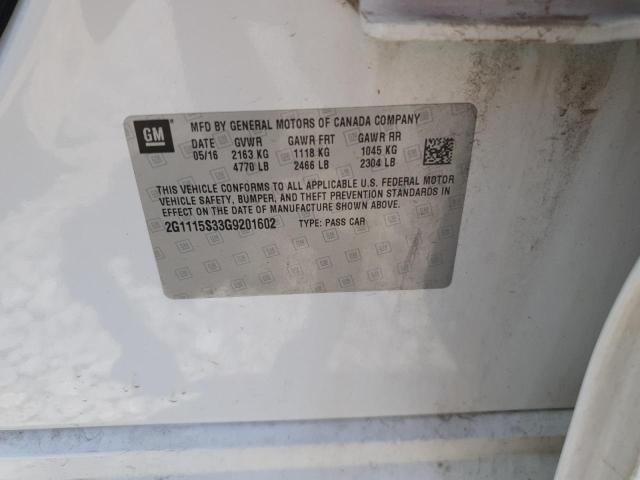 GM
MFD BY GENERAL MOTORS OF CANADA COMPANY
DATE GVWR GAWR FRT GAWR RR
05/16 2163 KG 1118 KG 1045 KG
4770 LB 2466 LB 2304 LB
THIS VEHICLE CONFORMS TO ALL APPLICABLE U.S. FEDERAL MOTOR
VEHICLE SAFETY, BUMPER, AND THEFT PREVENTION STANDARDS IN
EFFECT ON THE DATE OF MANUFACTURE SHOWN ABOVE.
2G1115S33G9201602 TYPE: PASS CAR